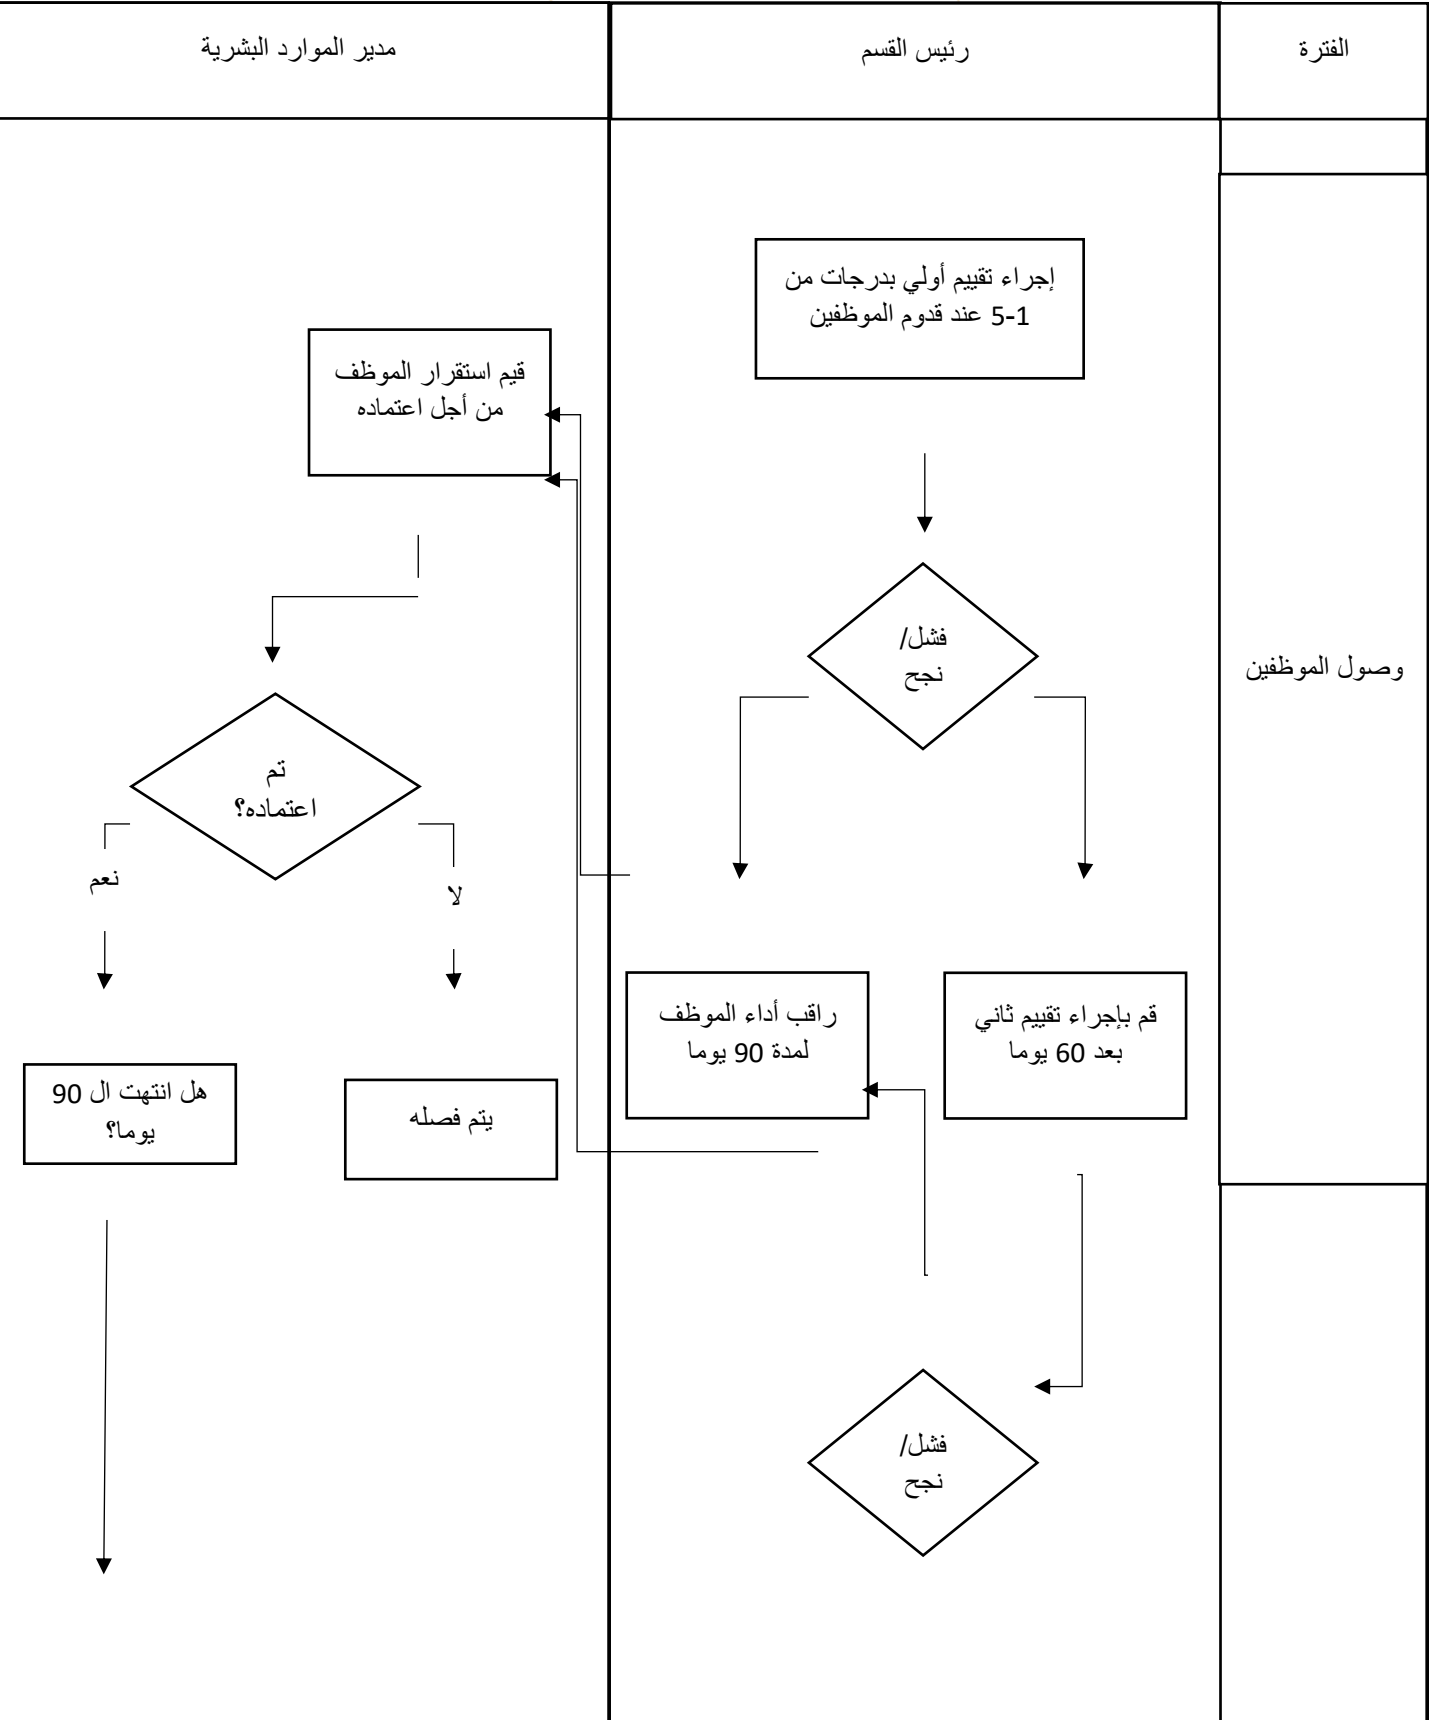 الفترة
رئيس القسم
مدير الموارد البشرية
وصول الموظفين
إجراء تقييم أولي بدرجات من
5-1 عند قدوم الموظفين
فشل/
نجح
قم بإجراء تقييم ثاني
بعد 60 يوما
راقب أداء الموظف
لمدة 90 يوما
فشل/
نجح
قيم استقرار الموظف
من أجل اعتماده
تم
اعتماده؟
لا
نعم
يتم فصله
هل انتهت ال 90
يوما؟